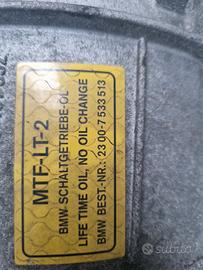 MTF-LT-2
BMW-SCHALTGETRIEBE-ÖL
LIFE TIME OIL, NO OIL CHANGE
BMW BEST.-NR.: 23 00-7 533 513
subito